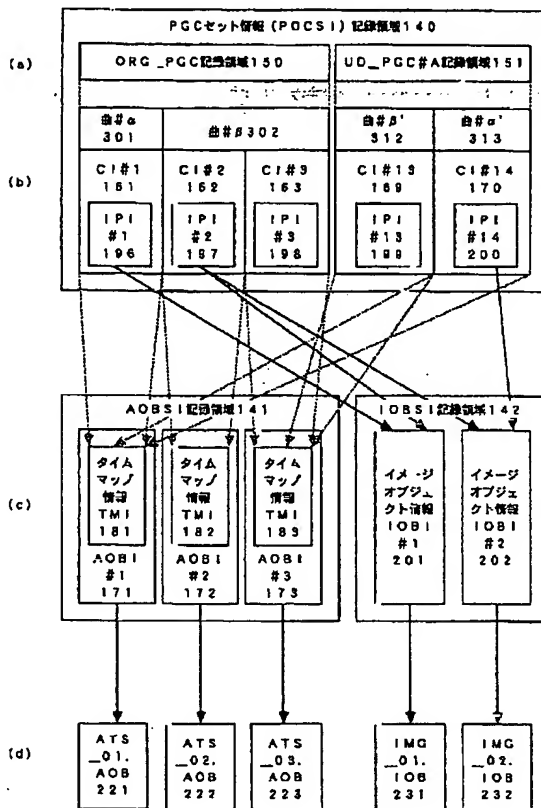 PGCセット情報(PGCSI)記録領域140
(a)
ORG_PGC記録領域150
UD_PGC#A記録領域151
曲#α
301
曲#β302
曲#β'
312
曲#α'
313
(b)
CI#1
161
CI#2
162
CI#3
163
CI#13
169
CI#14
170
IPI
#1
196
IPI
#2
197
IPI
#3
198
IPI
#13
199
IPI
#14
200
AOBSI記録領域141
IOBSI記録領域142
(c)
タイム
マップ
情報
TMI
181
タイム
マップ
情報
TMI
182
タイム
マップ
情報
TMI
183
AOBI
#1
171
AOBI
#2
172
AOBI
#3
173
イメージ
オブジェ
クト情報
IOBI
#1
201
イメージ
オブジェ
クト情報
IOBI
#2
202
(d)
ATS
_01.
AOB
221
ATS
_02.
AOB
222
ATS
_03.
AOB
223
IMG
_01.
IOB
231
IMG
_02.
IOB
232